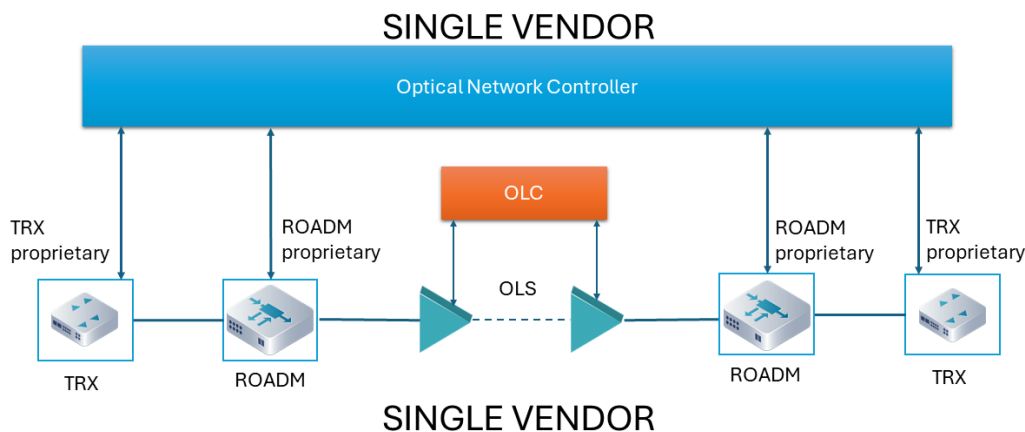 SINGLE VENDOR
Optical Network Controller
OLC
TRX
proprietary
ROADM
proprietary
ROADM
proprietary
TRX
proprietary
OLS
TRX
ROADM
ROADM
TRX
SINGLE VENDOR